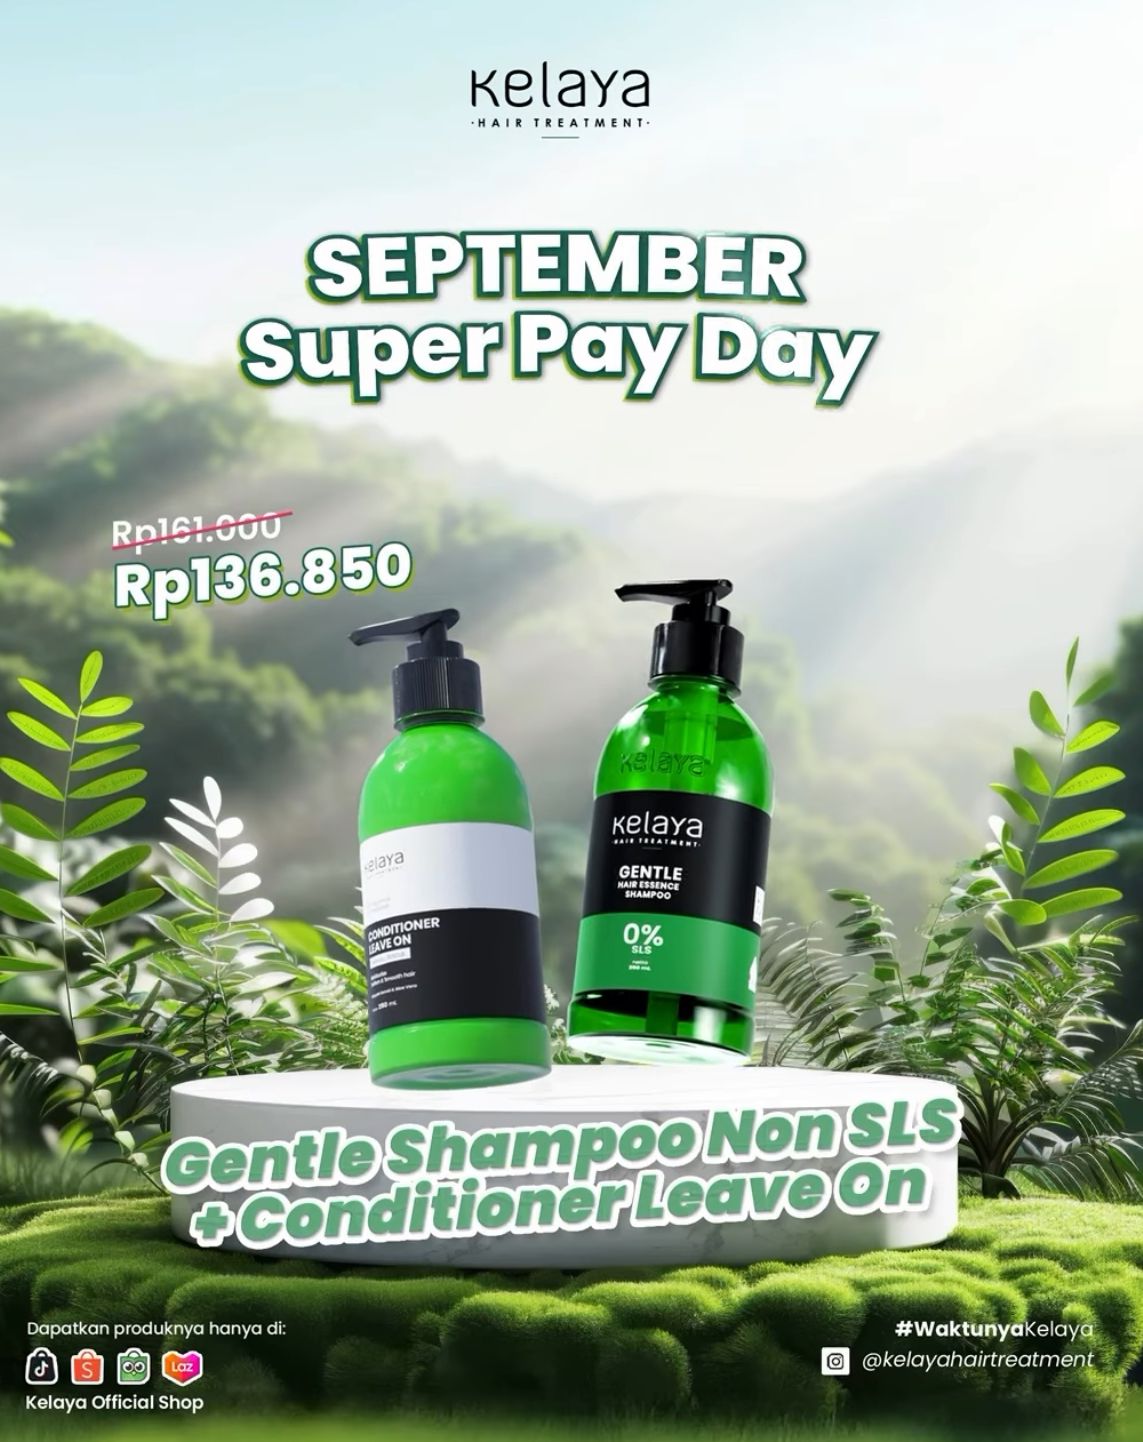 Kelaya
·HAIR TREATMENT·
SEPTEMBER
Super Pay Day
Rp161.000
Rp136.850
Kelaya
CONDITIONER
LEAVE ON
Kelaya
Kelaya
·HAIR TREATMENT·
GENTLE
HAIR ESSENCE
SHAMPOO
0%
SLS
Gentle Shampoo Non SLS
+ Conditioner Leave On
Dapatkan produknya hanya di:
Laz
Kelaya Official Shop
#WaktunyaKelaya
@kelayahairtreatment